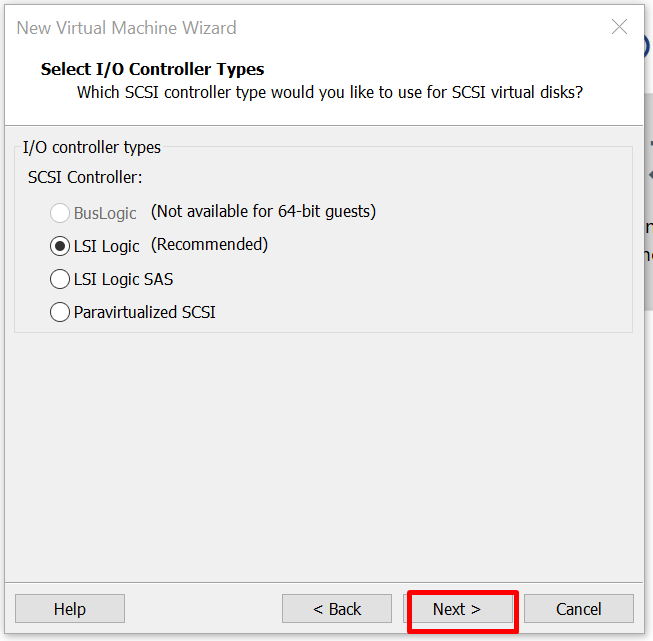 New Virtual Machine Wizard
Select I/O Controller Types
Which SCSI controller type would you like to use for SCSI virtual disks?
I/O controller types
SCSI Controller:
BusLogic (Not available for 64-bit guests)
LSI Logic (Recommended)
LSI Logic SAS
Paravirtualized SCSI
Help
< Back
Next >
Cancel